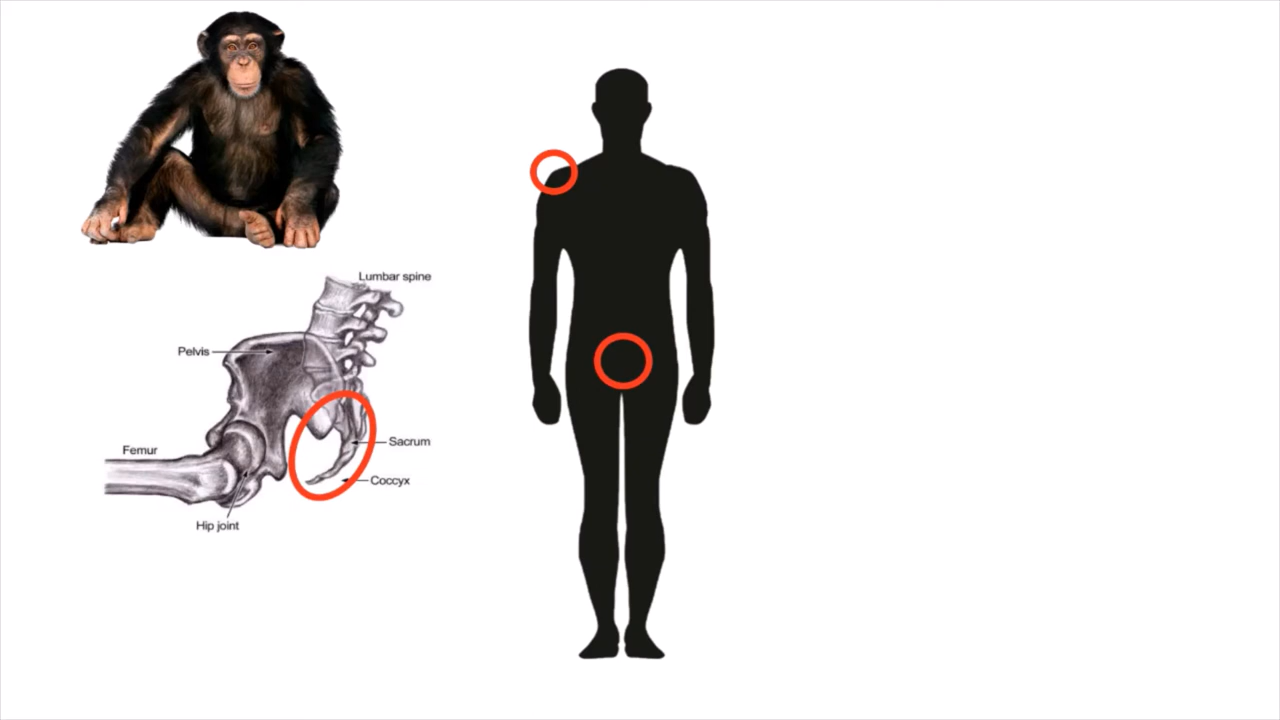 Lumbar spine
Pelvis
Sacrum
Femur
Coccyx
Hip joint